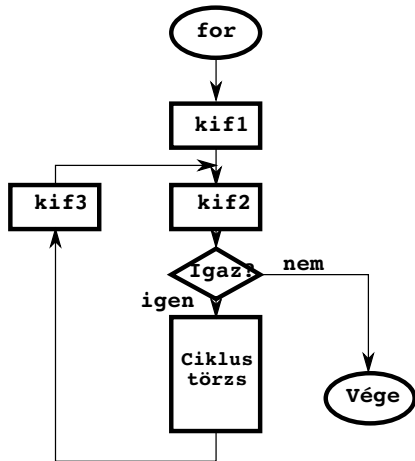 for
kif1
kif3
kif2
Igaz?
nem
igen
Ciklus
törzs
Vége